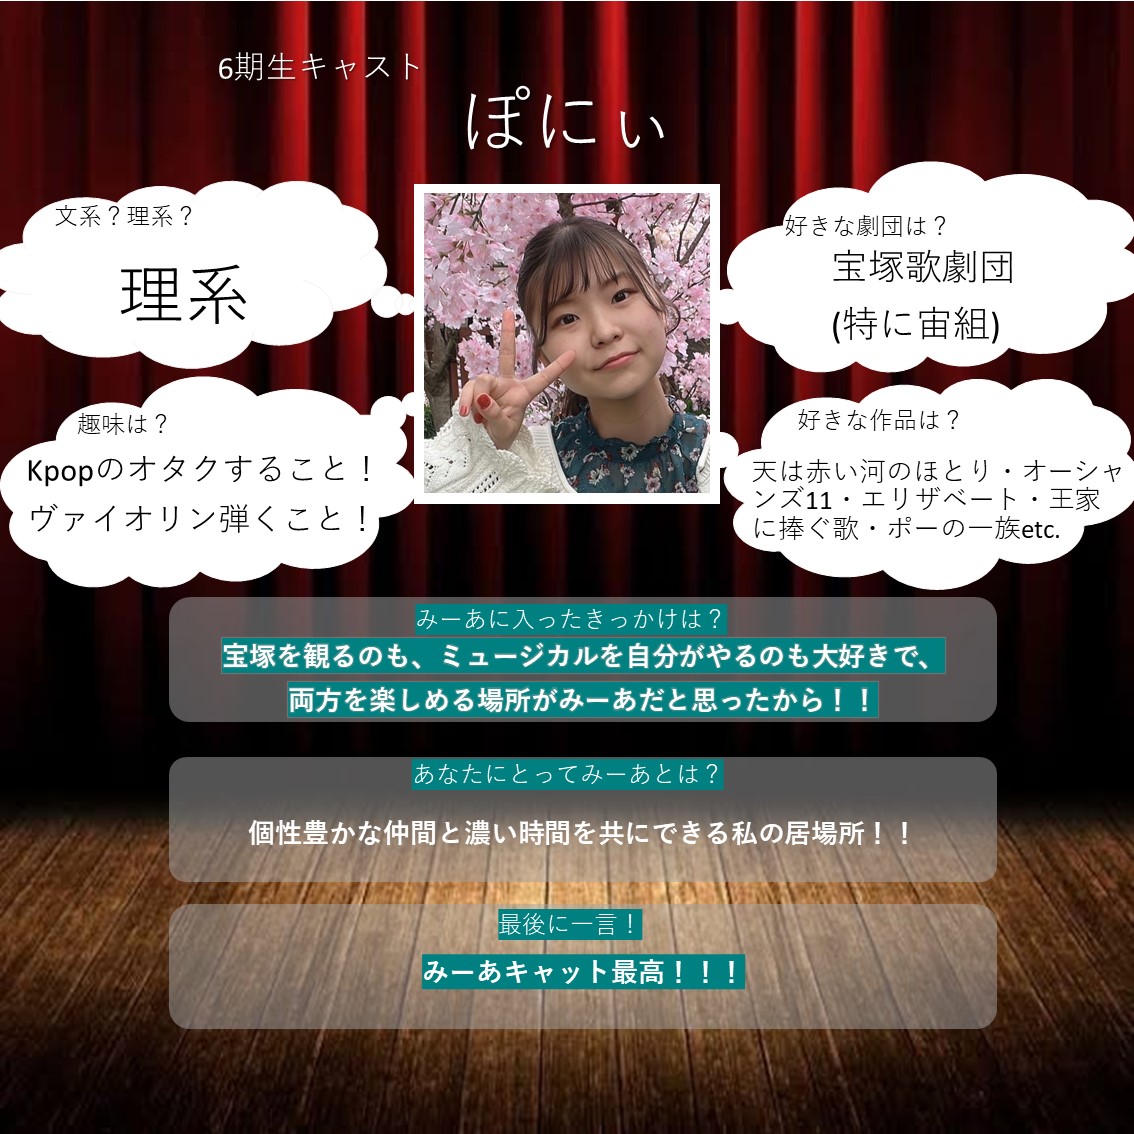 6期生キャスト
ぽにぃ
文系？理系？
理系
好きな劇団は？
宝塚歌劇団
(特に宙組)
趣味は？
Kpopのオタクすること！
ヴァイオリン弾くこと！
好きな作品は？
天は赤い河のほとり・オーシャ
ンズ11・エリザベート・王家
に捧ぐ歌・ポーの一族etc.
みーあに入ったきっかけは？
宝塚を観るのも、ミュージカルを自分がやるのも大好きで、
両方を楽しめる場所がみーあだと思ったから！！
あなたにとってみーあとは？
個性豊かな仲間と濃い時間を共にできる私の居場所！！
最後に一言！
みーあキャット最高！！！